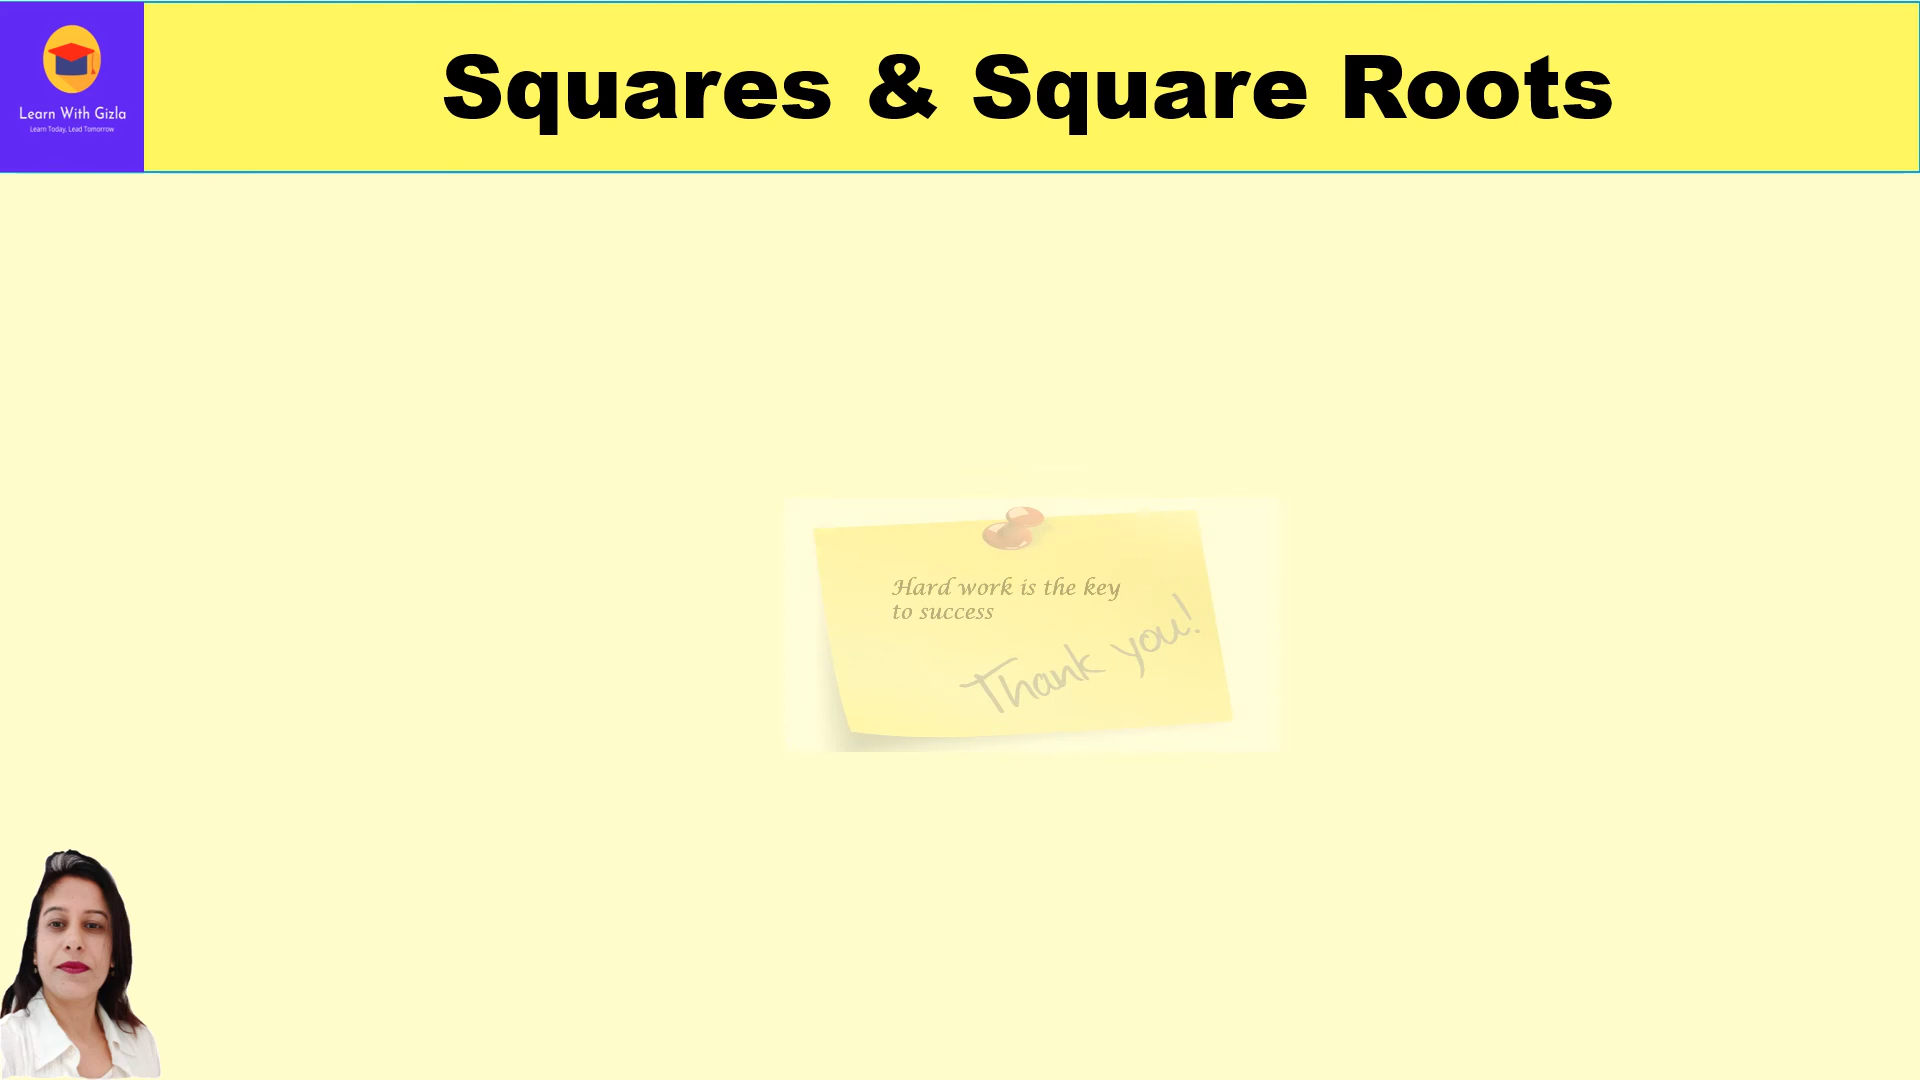 Squares & Square Roots
Learn With Gizla
Learn Today, Lead Tomorrow
Hard work is the key
to success
Thank you!